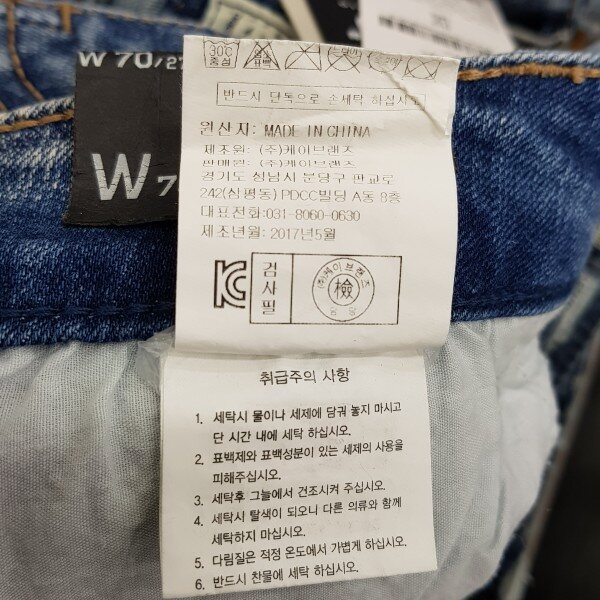 W 70/27
W 7
30℃
중성
표백
반드시 단독으로 손세탁 하십시오
원산지: MADE IN CHINA
제조원: (주)케이브랜즈
판매원: (주)케이브랜즈
경기도 성남시 분당구 판교로
242(삼평동) PDCC빌딩 A동 8층
대표전화:031-8060-0630
제조년월: 2017년5월
검사필
(주)케이브랜즈
檢
취급주의 사항
1. 세탁시 물이나 세제에 담궈 놓지 마시고
단 시간 내에 세탁 하십시오.
2. 표백제와 표백성분이 있는 세제의 사용을
피해주십시오.
3. 세탁후 그늘에서 건조시켜 주십시오.
4. 세탁시 탈색이 되오니 다른 의류와 함께
세탁하지 마십시오.
5. 다림질은 적정 온도에서 가볍게 하십시오.
6. 반드시 찬물에 세탁 하십시오.